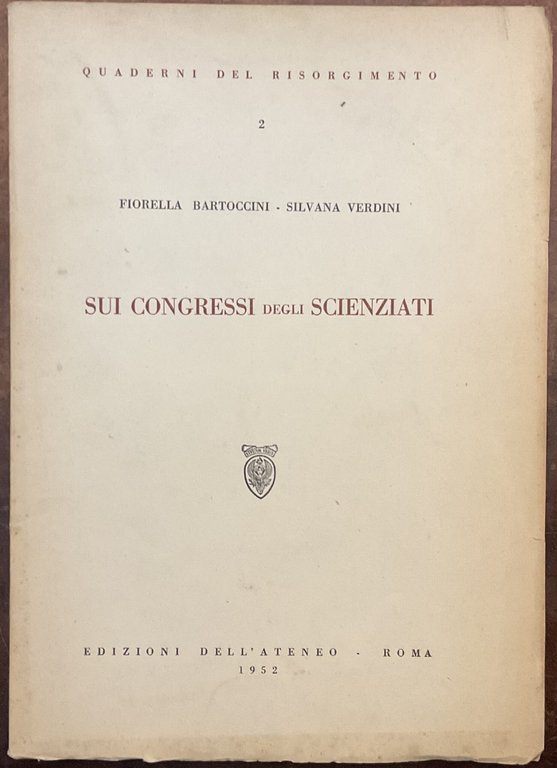 QUADERNI DEL RISORGIMENTO
2
FIORELLA BARTOCCINI - SILVANA VERDINI
SUI CONGRESSI DEGLI SCIENZIATI
EDIZIONI DELL'ATENEO - ROMA
1952